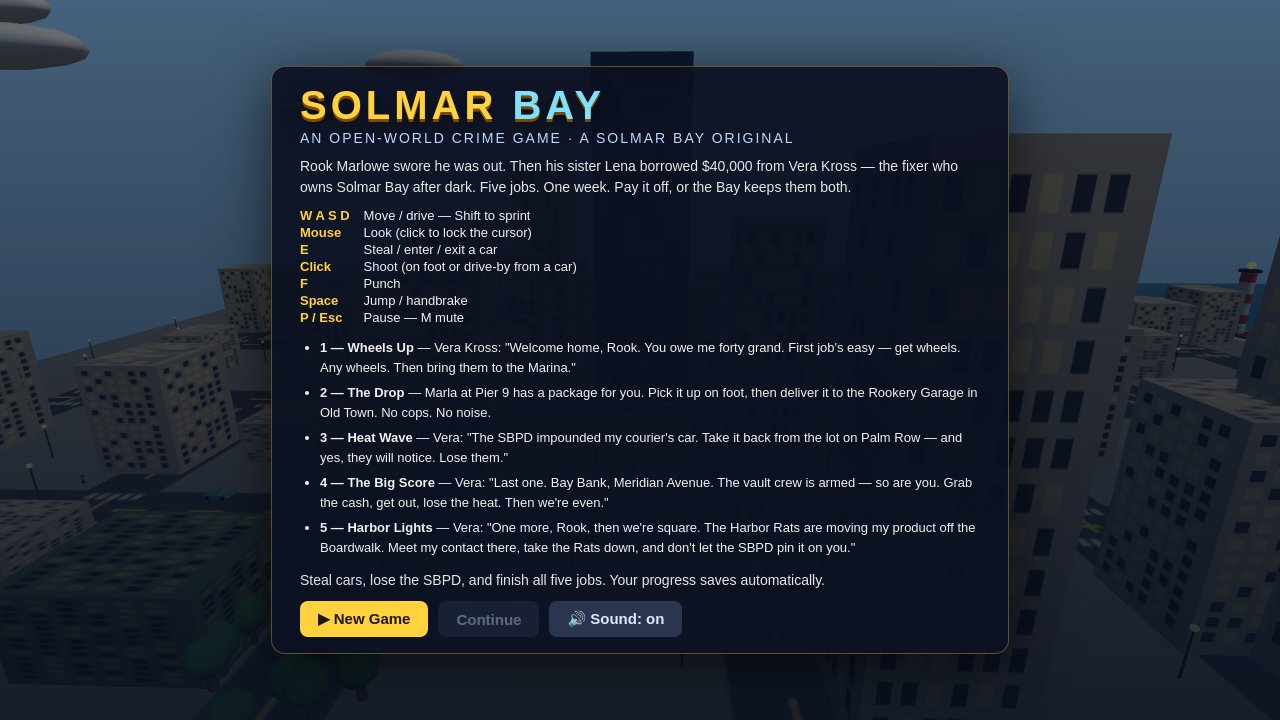 SOLMAR BAY
AN OPEN-WORLD CRIME GAME · A SOLMAR BAY ORIGINAL
Rook Marlowe swore he was out. Then his sister Lena borrowed $40,000 from Vera Kross — the fixer who
owns Solmar Bay after dark. Five jobs. One week. Pay it off, or the Bay keeps them both.
W A S D Move / drive — Shift to sprint
Mouse Look (click to lock the cursor)
E Steal / enter / exit a car
Click Shoot (on foot or drive-by from a car)
F Punch
Space Jump / handbrake
P / Esc Pause — M mute
• 1 — Wheels Up — Vera Kross: "Welcome home, Rook. You owe me forty grand. First job's easy — get wheels.
Any wheels. Then bring them to the Marina."
• 2 — The Drop — Marla at Pier 9 has a package for you. Pick it up on foot, then deliver it to the Rookery Garage in
Old Town. No cops. No noise.
• 3 — Heat Wave — Vera: "The SBPD impounded my courier's car. Take it back from the lot on Palm Row — and
yes, they will notice. Lose them."
• 4 — The Big Score — Vera: "Last one. Bay Bank, Meridian Avenue. The vault crew is armed — so are you. Grab
the cash, get out, lose the heat. Then we're even."
• 5 — Harbor Lights — Vera: "One more, Rook, then we're square. The Harbor Rats are moving my product off the
Boardwalk. Meet my contact there, take the Rats down, and don't let the SBPD pin it on you."
Steal cars, lose the SBPD, and finish all five jobs. Your progress saves automatically.
▶ New Game Continue 🔊 Sound: on